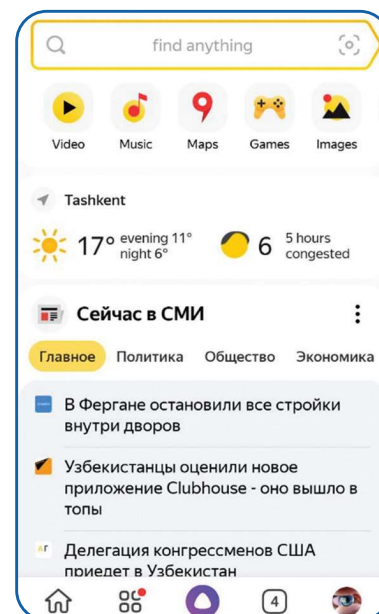 find anything
Video Music Maps Games Images
Tashkent
17° evening 11° night 6° 6 5 hours congested
Сейчас в СМИ
Главное Политика Общество Экономика
В Фергане остановили все стройки
внутри дворов
Узбекистанцы оценили новое
приложение Clubhouse - оно вышло в
топы
Делегация конгрессменов США
приедет в Узбекистан
4